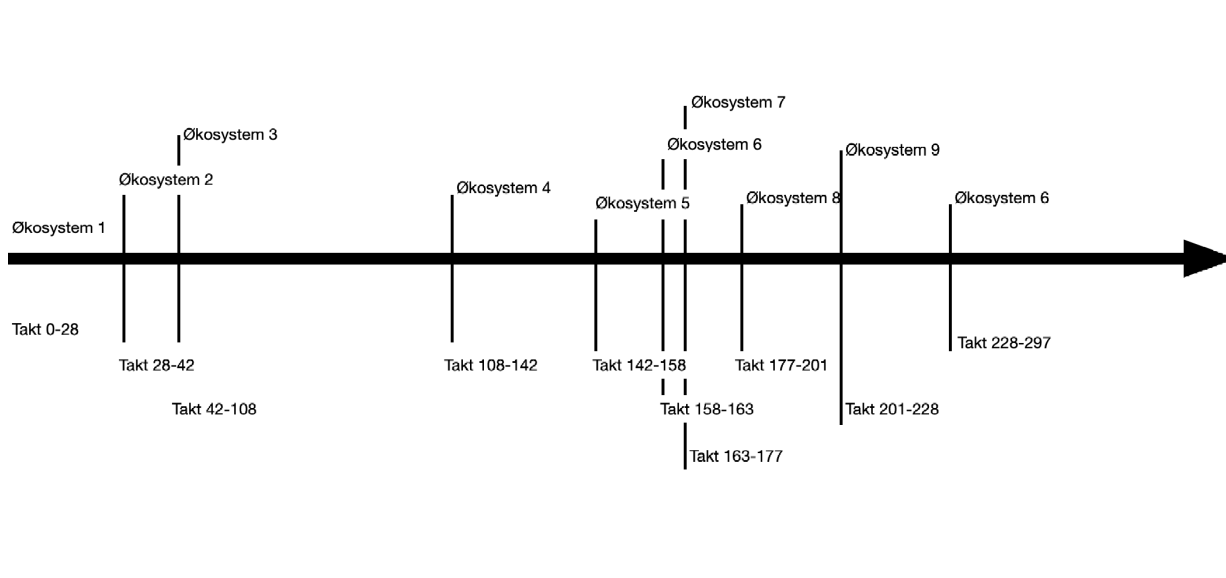 Økosystem 7
Økosystem 3
Økosystem 6
Økosystem 9
Økosystem 2
Økosystem 4
Økosystem 8
Økosystem 6
Økosystem 5
Økosystem 1
Takt 0-28
Takt 228-297
Takt 28-42
Takt 108-142
Takt 142-158
Takt 177-201
Takt 42-108
Takt 158-163
Takt 201-228
Takt 163-177